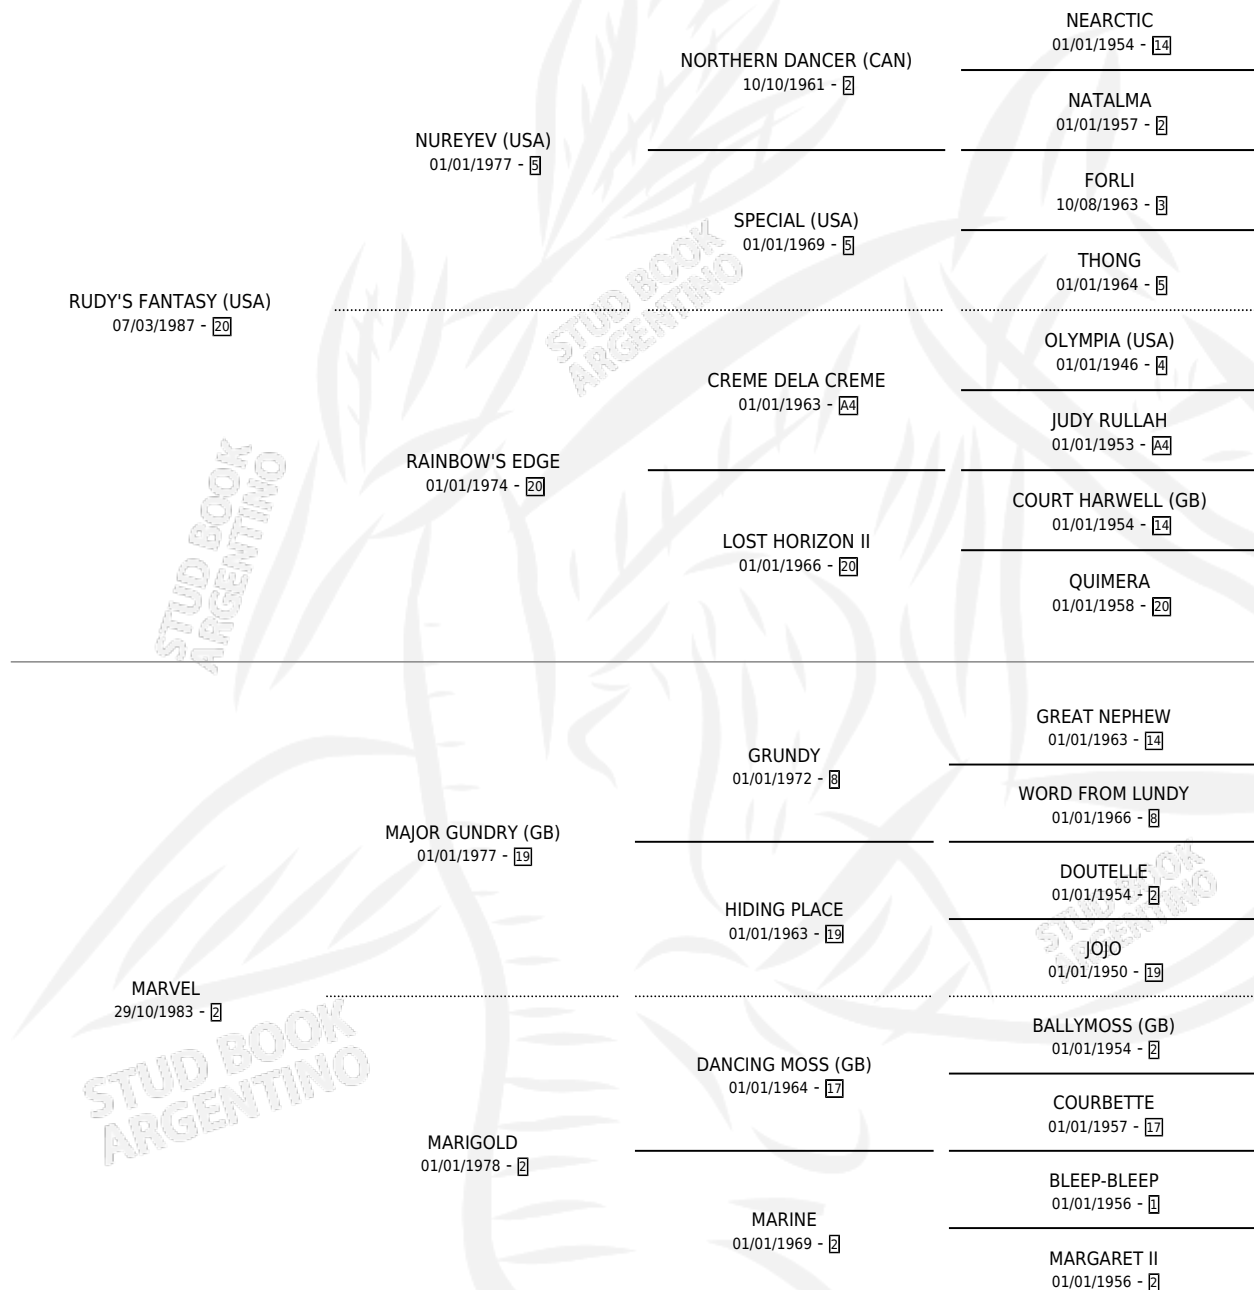 NEARCTIC
01/01/1954 - 14
NORTHERN DANCER (CAN)
10/10/1961 - 2
NATALMA
01/01/1957 - 2
NUREYEV (USA)
01/01/1977 - 5
FORLI
10/08/1963 - 3
SPECIAL (USA)
01/01/1969 - 5
THONG
01/01/1964 - 5
RUDY'S FANTASY (USA)
07/03/1987 - 20
OLYMPIA (USA)
01/01/1946 - 4
CREME DELA CREME
01/01/1963 - A4
JUDY RULLAH
01/01/1953 - A4
RAINBOW'S EDGE
01/01/1974 - 20
COURT HARWELL (GB)
01/01/1954 - 14
LOST HORIZON II
01/01/1966 - 20
QUIMERA
01/01/1958 - 20
GREAT NEPHEW
01/01/1963 - 14
GRUNDY
01/01/1972 - 8
WORD FROM LUNDY
01/01/1966 - 8
MAJOR GUNDRY (GB)
01/01/1977 - 19
DOUTELLE
01/01/1954 - 2
HIDING PLACE
01/01/1963 - 19
JOJO
01/01/1950 - 19
MARVEL
29/10/1983 - 2
BALLYMOSS (GB)
01/01/1954 - 2
DANCING MOSS (GB)
01/01/1964 - 17
COURBETTE
01/01/1957 - 17
MARIGOLD
01/01/1978 - 2
BLEEP-BLEEP
01/01/1956 - 1
MARINE
01/01/1969 - 2
MARGARET II
01/01/1956 - 2
STUD BOOK
ARGENTINO
STUD BOOK
ARGENTINO
STUD BOOK
ARGENTINO
STUD BOOK
ARGENTINO